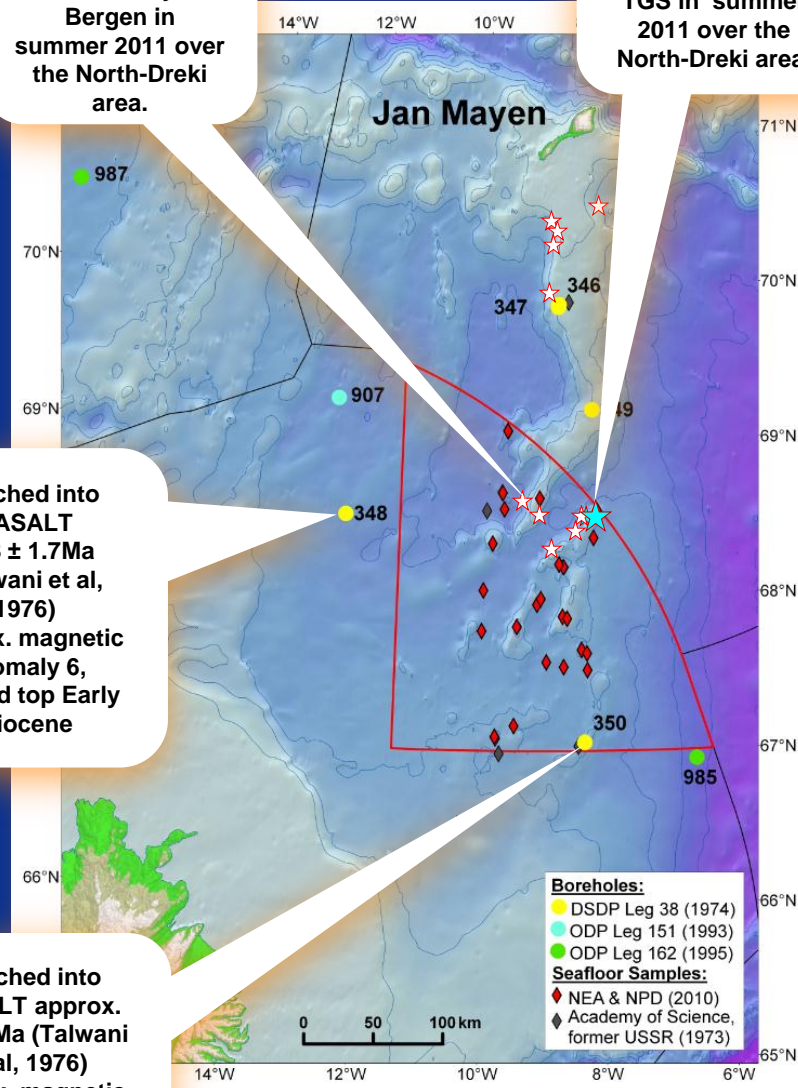 Bergen in
summer 2011 over
the North-Dreki
area.
TGS in summer
2011 over the
North-Dreki area
14°W
12°W
10°W
Jan Mayen
71°N
987
70°N
70°N
346
347
907
69°N
49
69°N
ched into
ASALT
± 1.7Ma
wani et al,
1976)
x. magnetic
omaly 6,
d top Early
iocene
348
68°N
350
67°N
985
66°N
66°N
Boreholes:
DSDP Leg 38 (1974)
ODP Leg 151 (1993)
ODP Leg 162 (1995)
Seafloor Samples:
NEA & NPD (2010)
Academy of Science,
former USSR (1973)
ched into
LT approx.
Ma (Talwani
al, 1976)
magnetic
0 50 100 km
65°N
14°W
12°W
10°W
8°W
6°W